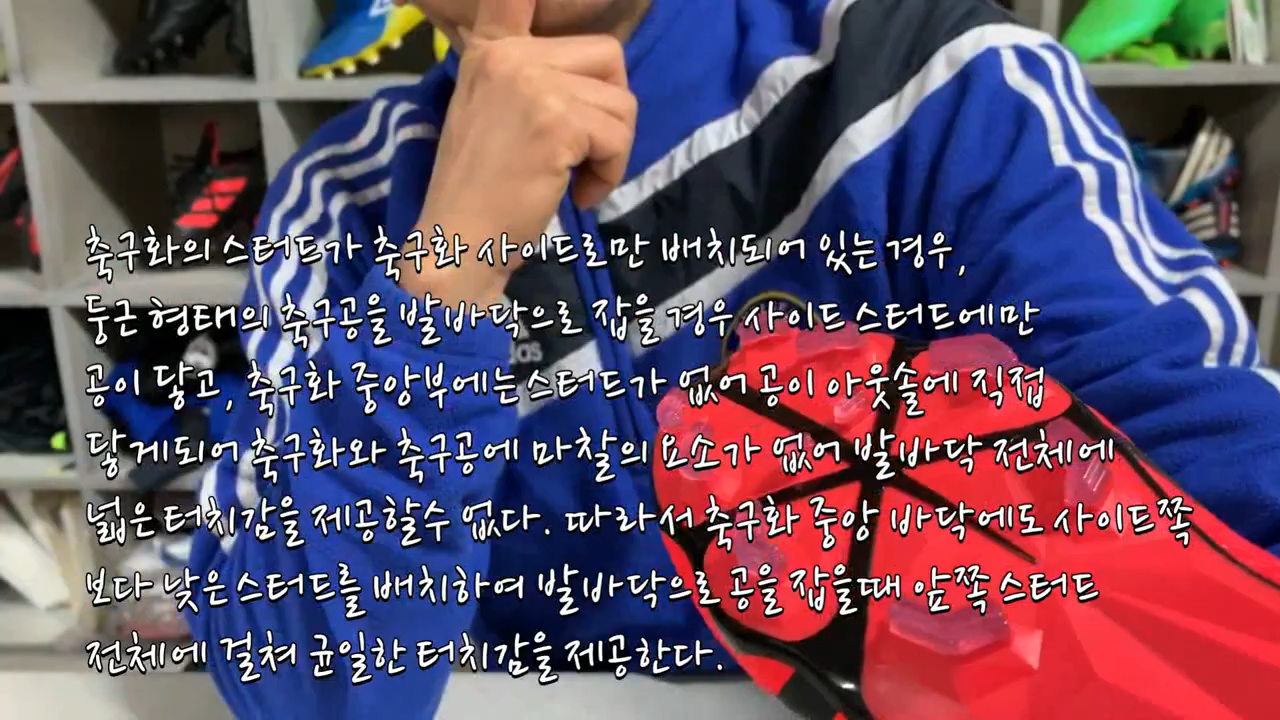 축구화의 스터드가 축구화 사이드로만 배치되어 있는 경우,
둥근 형태의 축구공을 발바닥으로 잡을 경우 사이드 스터드에만
공이 닿고, 축구화 중앙부에는 스터드가 없어 공이 아웃솔에 직접
닿게되어 축구화와 축구공에 마찰의 요소가 없어 발바닥 전체에
넓은 터치감을 제공할수 없다. 따라서 축구화 중앙 바닥에도 사이드쪽
보다 낮은 스터드를 배치하여 발바닥으로 공을 잡을때 앞쪽 스터드
전체에 걸쳐 균일한 터치감을 제공한다.